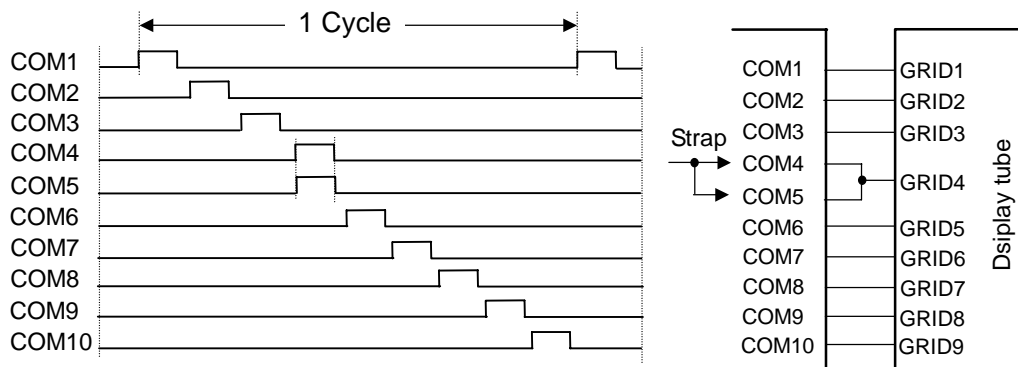 1 Cycle
COM1
COM2
COM3
COM4
COM5
COM6
COM7
COM8
COM9
COM10
Strap
COM1 GRID1
COM2 GRID2
COM3 GRID3
COM4
GRID4
COM5
COM6 GRID5
COM7 GRID6
COM8 GRID7
COM9 GRID8
COM10 GRID9
Dsiplay tube